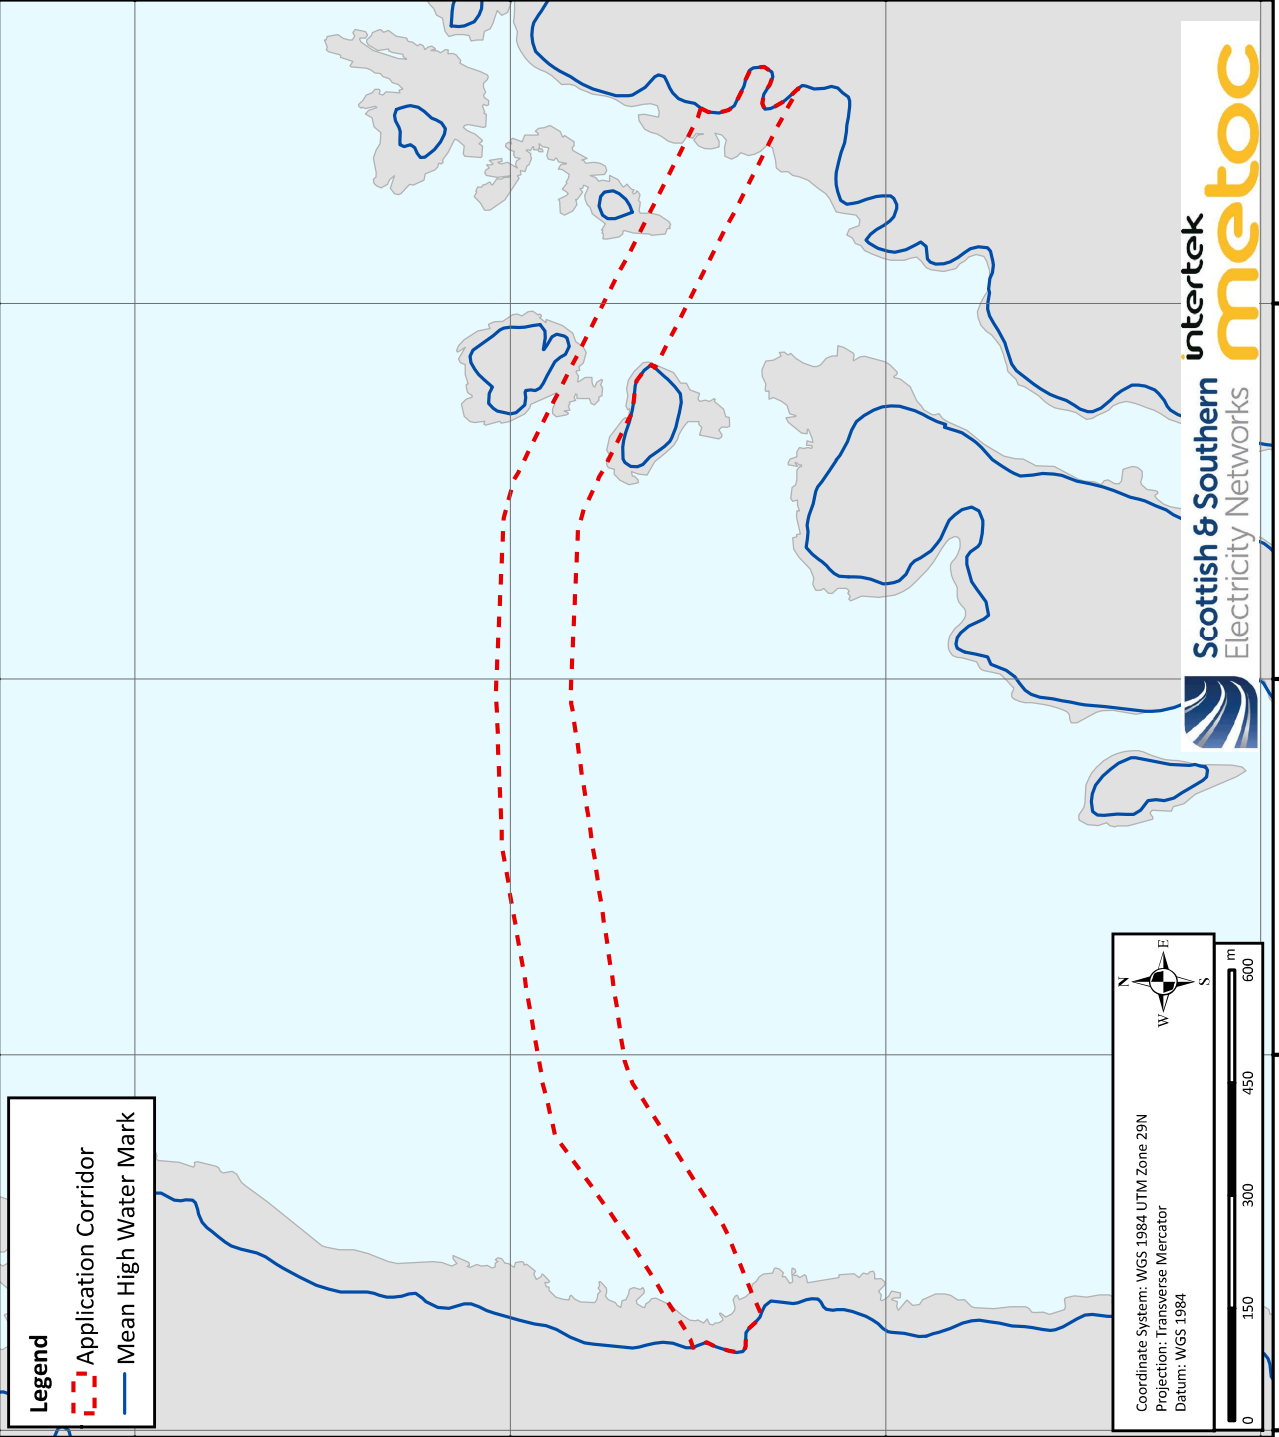 Legend
Application Corridor
Mean High Water Mark
N
W E
S
Coordinate System: WGS 1984 UTM Zone 29N
Projection: Transverse Mercator
Datum: WGS 1984
m
0 150 300 450 600
Scottish & Southern
Electricity Networks
intertek
metoc